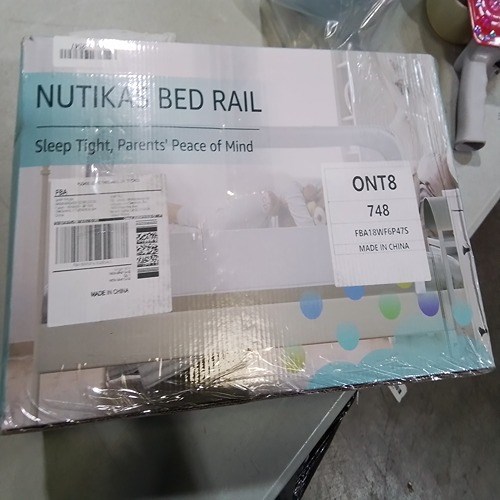 NUTIKAS BED RAIL
Sleep Tight, Parents' Peace of Mind
FBA
MADE IN CHINA
ONT8
748
FBA18WF6P47S
MADE IN CHINA